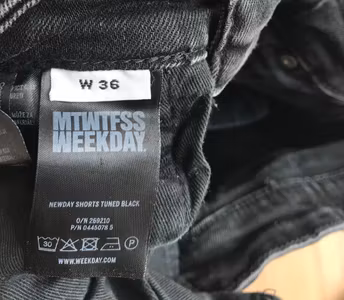 W 36
MTWTFSS
WEEKDAY.
NEWDAY SHORTS TUNED BLACK
O/N 269210
P/N 0445078 5
30
P
WWW.WEEKDAY.COM